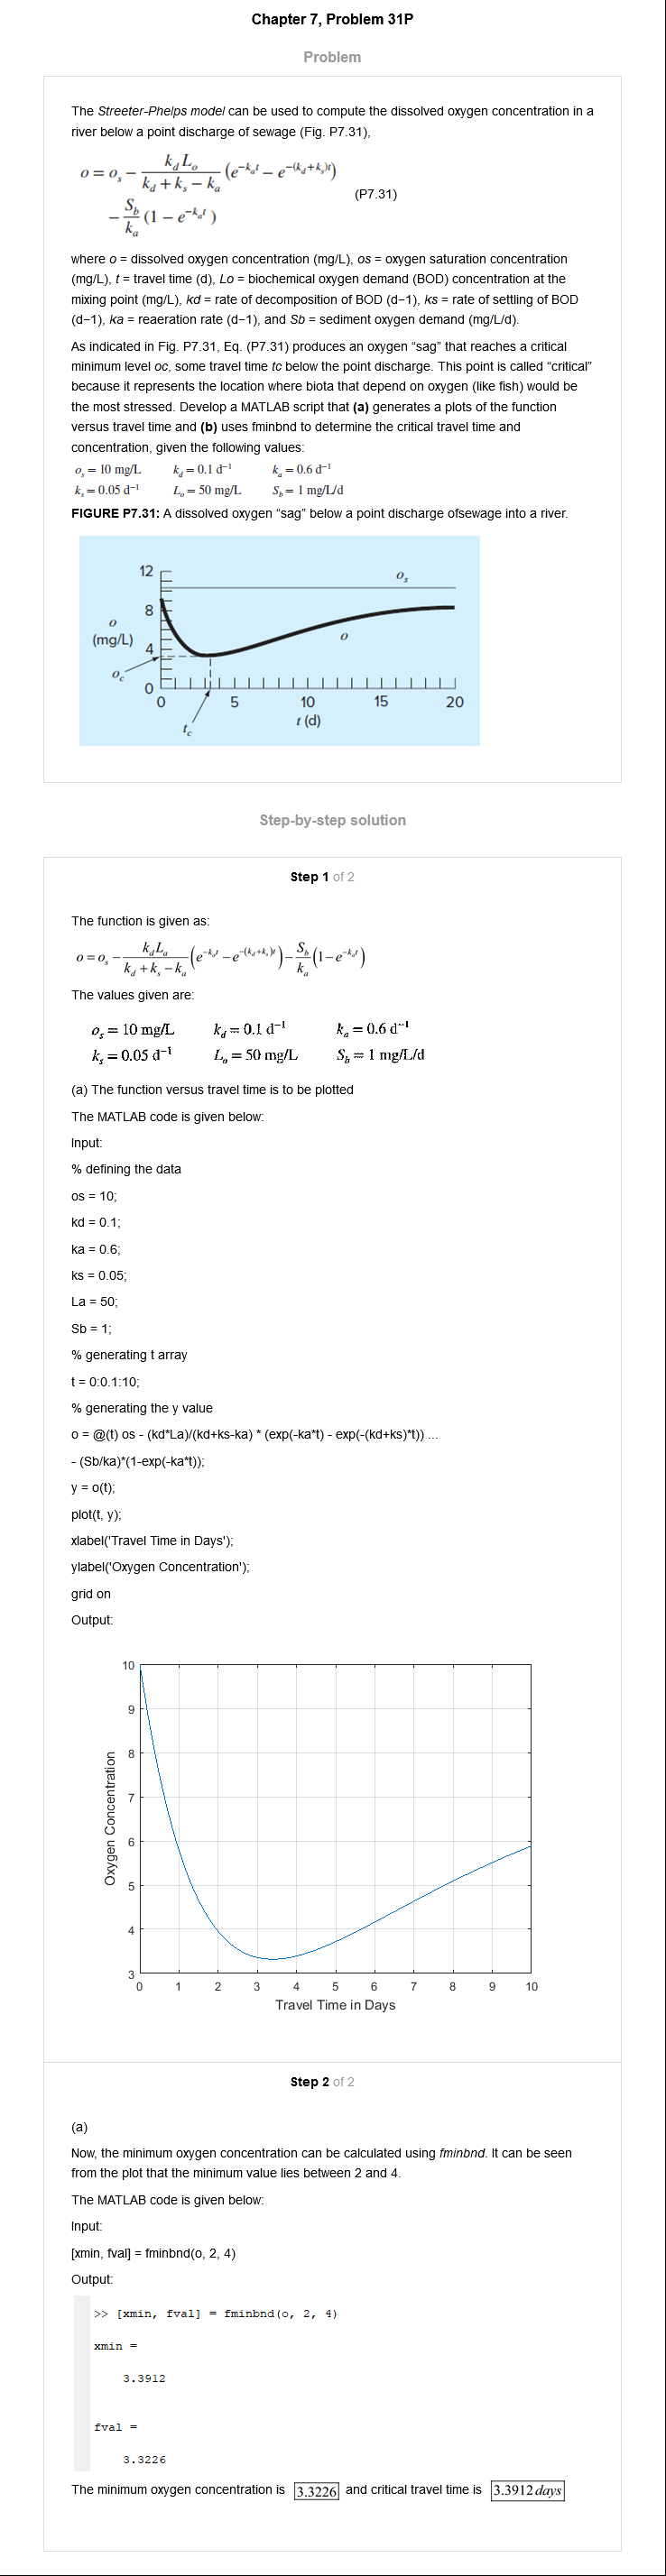 Chapter 7, Problem 31P
Problem
The Streeter-Phelps model can be used to compute the dissolved oxygen concentration in a
river below a point discharge of sewage (Fig. P7.31),
o = o_s − k_d L_o / (k_d + k_s − k_a) (e^{−k_a t} − e^{−(k_d+k_s)t})
(P7.31)
− S_b / k_a (1 − e^{−k_a t})
where o = dissolved oxygen concentration (mg/L), os = oxygen saturation concentration
(mg/L), t = travel time (d), Lo = biochemical oxygen demand (BOD) concentration at the
mixing point (mg/L), kd = rate of decomposition of BOD (d−1), ks = rate of settling of BOD
(d−1), ka = reaeration rate (d−1), and Sb = sediment oxygen demand (mg/L/d).
As indicated in Fig. P7.31, Eq. (P7.31) produces an oxygen “sag” that reaches a critical
minimum level oc, some travel time tc below the point discharge. This point is called “critical”
because it represents the location where biota that depend on oxygen (like fish) would be
the most stressed. Develop a MATLAB script that (a) generates a plots of the function
versus travel time and (b) uses fminbnd to determine the critical travel time and
concentration, given the following values:
o_s = 10 mg/L k_d = 0.1 d⁻¹ k_a = 0.6 d⁻¹
k_s = 0.05 d⁻¹ L_o = 50 mg/L S_b = 1 mg/L/d
FIGURE P7.31: A dissolved oxygen “sag” below a point discharge ofsewage into a river.
12
o_s
8
o
(mg/L)
o
4
o_c
0
0 5 10 15 20
t (d)
t_c
Step-by-step solution
Step 1 of 2
The function is given as:
o = o_s − k_d L_a / (k_d + k_s − k_a) (e^{−k_a t} − e^{−(k_d+k_s)t}) − S_b / k_a (1 − e^{−k_a t})
The values given are:
o_s = 10 mg/L k_d = 0.1 d⁻¹ k_a = 0.6 d⁻¹
k_s = 0.05 d⁻¹ L_o = 50 mg/L S_b = 1 mg/L/d
(a) The function versus travel time is to be plotted
The MATLAB code is given below:
Input:
% defining the data
os = 10;
kd = 0.1;
ka = 0.6;
ks = 0.05;
La = 50;
Sb = 1;
% generating t array
t = 0:0.1:10;
% generating the y value
o = @(t) os - (kd*La)/(kd+ks-ka) * (exp(-ka*t) - exp(-(kd+ks)*t)) ...
- (Sb/ka)*(1-exp(-ka*t));
y = o(t);
plot(t, y);
xlabel('Travel Time in Days');
ylabel('Oxygen Concentration');
grid on
Output:
10
9
8
7
6
5
4
3
Oxygen Concentration
0 1 2 3 4 5 6 7 8 9 10
Travel Time in Days
Step 2 of 2
(a)
Now, the minimum oxygen concentration can be calculated using fminbnd. It can be seen
from the plot that the minimum value lies between 2 and 4.
The MATLAB code is given below:
Input:
[xmin, fval] = fminbnd(o, 2, 4)
Output:
>> [xmin, fval] = fminbnd(o, 2, 4)
xmin =
3.3912
fval =
3.3226
The minimum oxygen concentration is 3.3226 and critical travel time is 3.3912 days